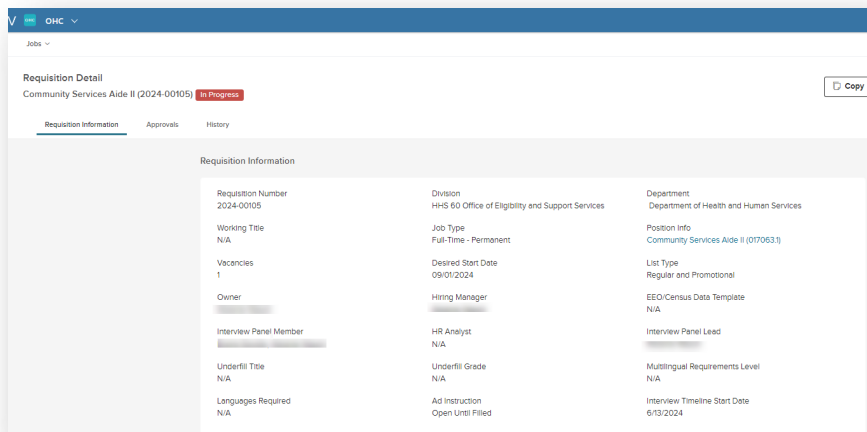 V OHC OHC
Jobs
Requisition Detail
Community Services Aide II (2024-00105) In Progress
Copy
Requisition Information Approvals History
Requisition Information
Requisition Number Division Department
2024-00105 HHS 60 Office of Eligibility and Support Services Department of Health and Human Services
Working Title Job Type Position Info
N/A Full-Time - Permanent Community Services Aide II (017063.1)
Vacancies Desired Start Date List Type
1 09/01/2024 Regular and Promotional
Owner Hiring Manager EEO/Census Data Template
N/A
Interview Panel Member HR Analyst Interview Panel Lead
N/A
Underfill Title Underfill Grade Multilingual Requirements Level
N/A N/A N/A
Languages Required Ad Instruction Interview Timeline Start Date
N/A Open Until Filled 6/13/2024